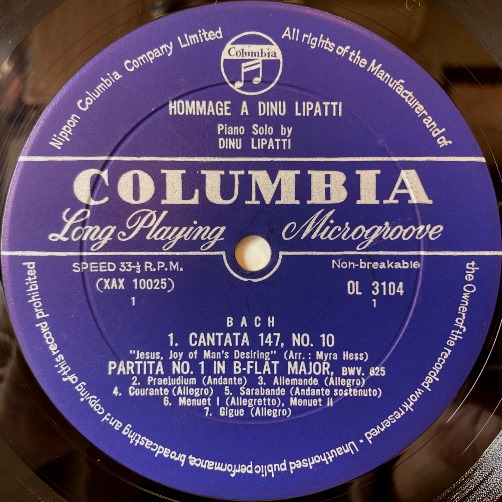 Nippon Columbia Company Limited
All rights of the Manufacturer and of
the Owner of the recorded work reserved - Unauthorised public performance, broadcasting and copying of this record prohibited
Columbia
HOMMAGE A DINU LIPATTI
Piano Solo by
DINU LIPATTI
COLUMBIA
Long Playing Microgroove
SPEED 33-⅓ R.P.M. Non-breakable
(XAX 10025) OL 3104
1 1
BACH
1. CANTATA 147, NO. 10
"Jesus, Joy of Man's Desiring" (Arr.: Myra Hess)
PARTITA NO. 1 IN B-FLAT MAJOR, BWV. 825
2. Praeludium (Andante) 3. Allemande (Allegro)
4. Courante (Allegro) 5. Sarabande (Andante sostenuto)
6. Menuet I (Allegretto), Menuet II
7. Gigue (Allegro)